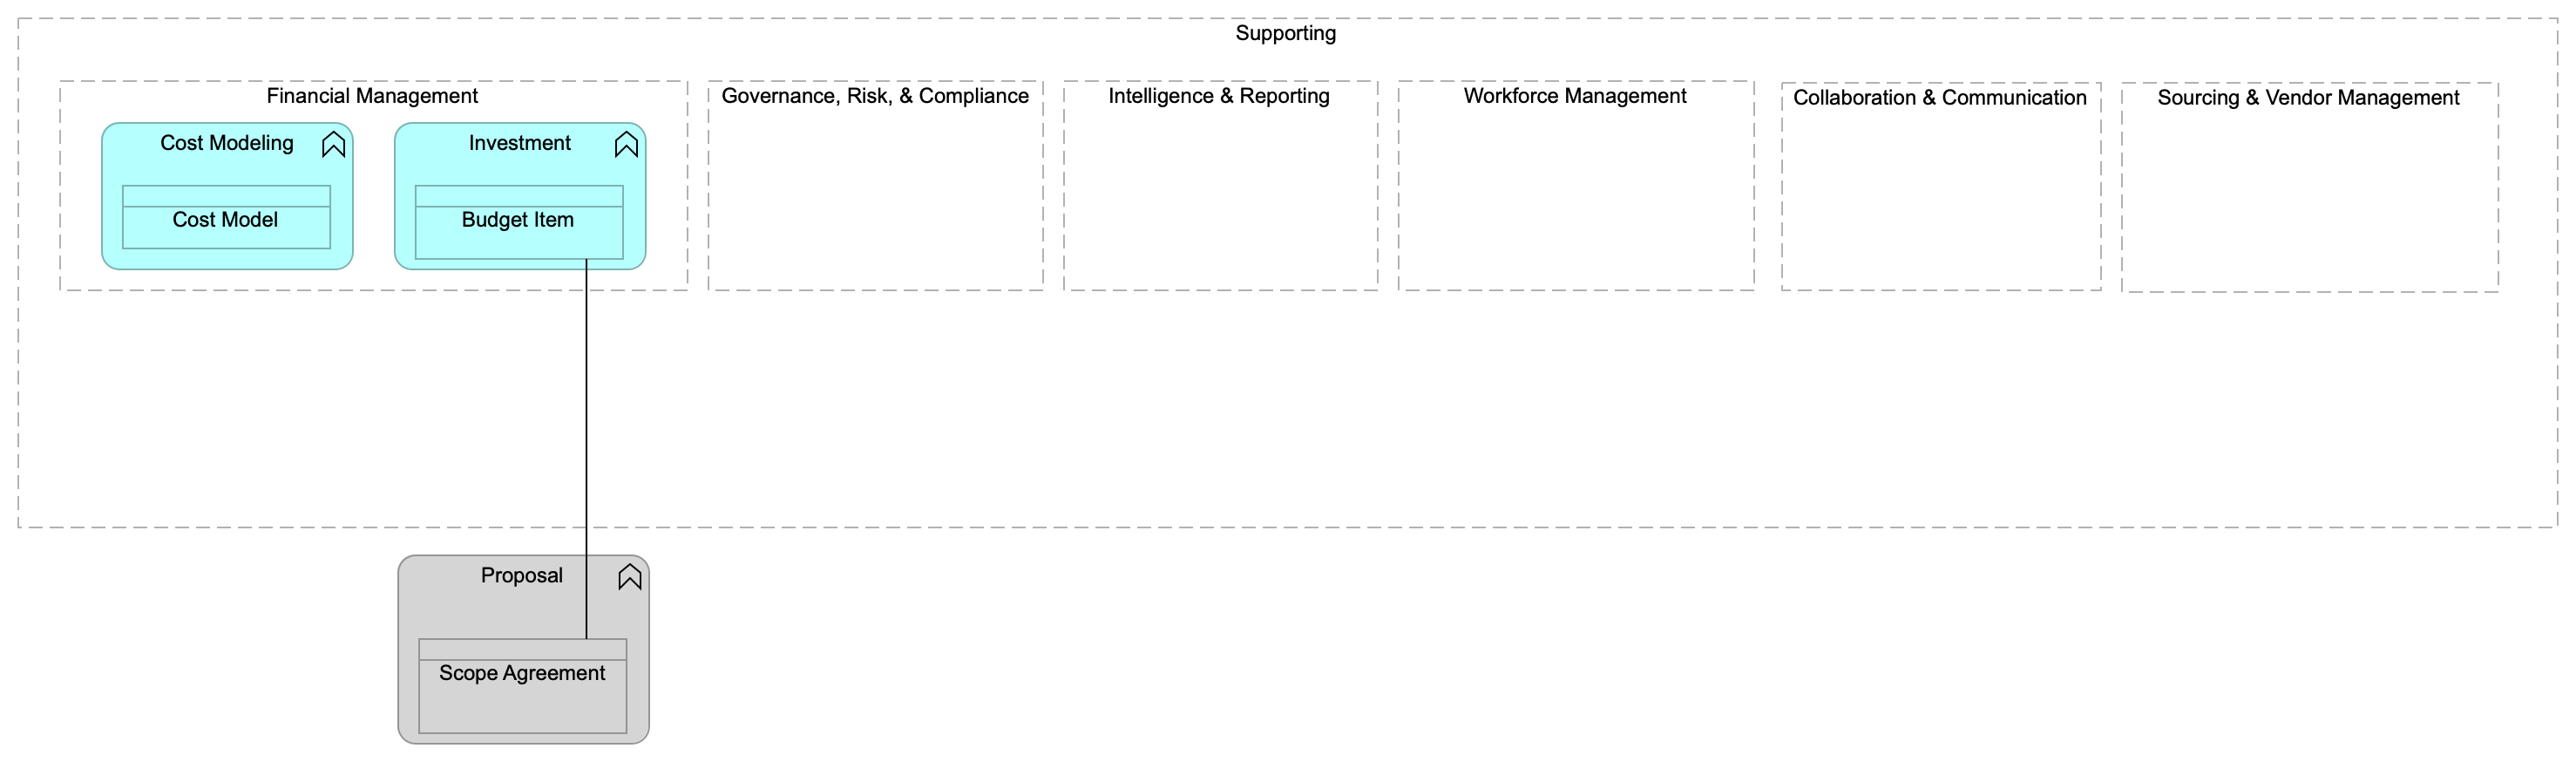 Supporting
Financial Management
Governance, Risk, & Compliance
Intelligence & Reporting
Workforce Management
Collaboration & Communication
Sourcing & Vendor Management
Cost Modeling
Investment
Cost Model
Budget Item
Proposal
Scope Agreement